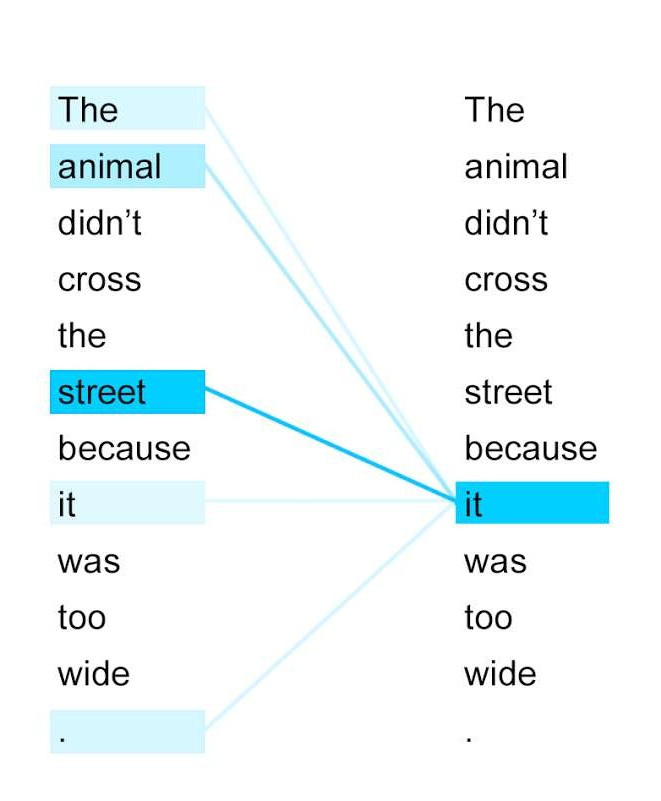 The
animal
didn’t
cross
the
street
because
it
was
too
wide
.
The
animal
didn’t
cross
the
street
because
it
was
too
wide
.